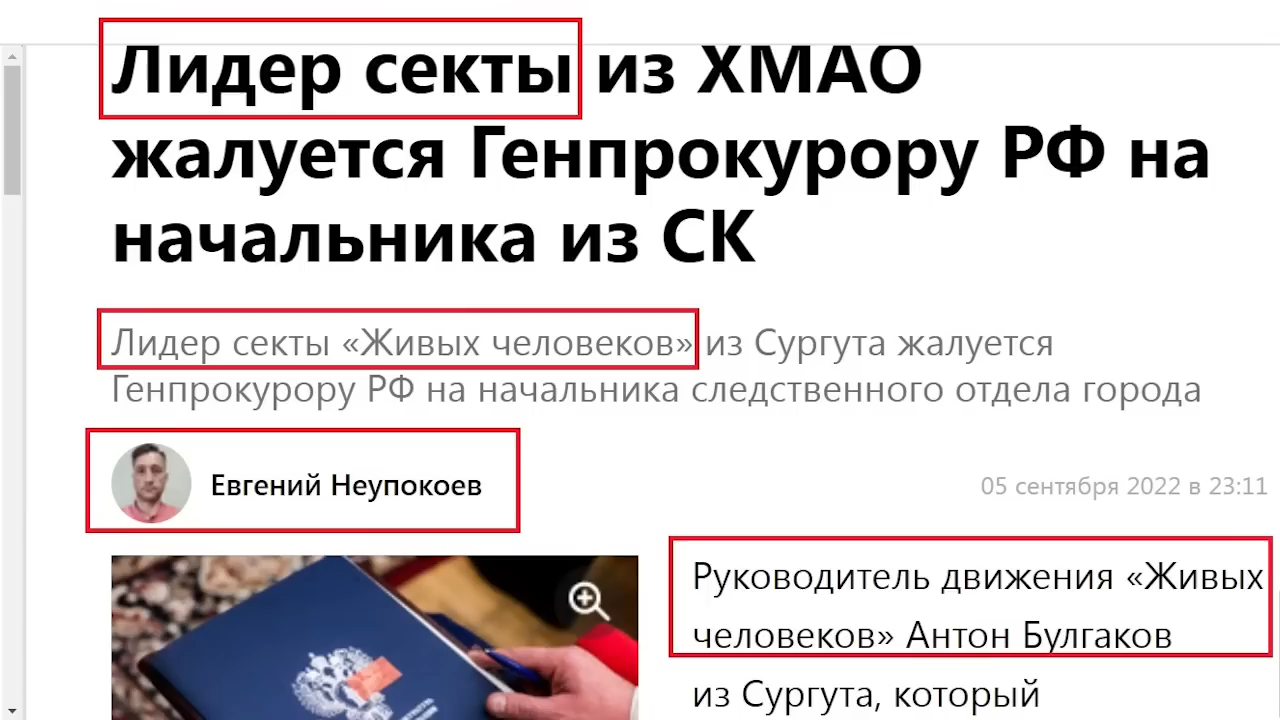 Лидер секты из ХМАО
жалуется Генпрокурору РФ на
начальника из СК
Лидер секты «Живых человеков» из Сургута жалуется
Генпрокурору РФ на начальника следственного отдела города
Евгений Неупокоев
05 сентября 2022 в 23:11
Руководитель движения «Живых
человеков» Антон Булгаков
из Сургута, который